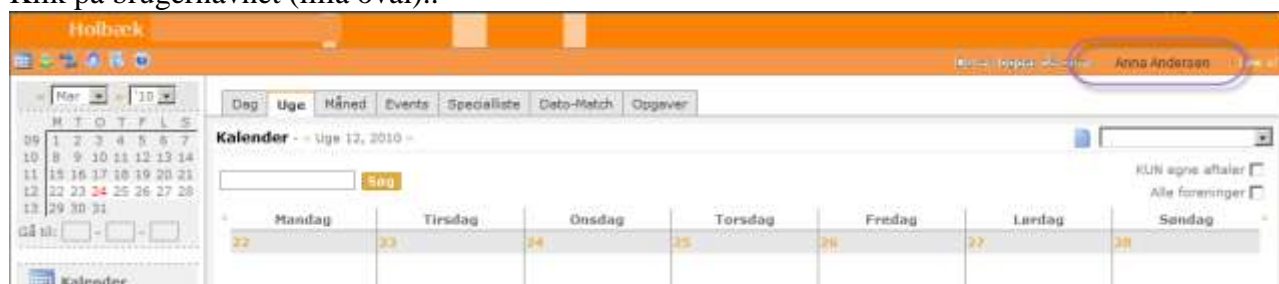 Klik på brugernavnet (lilla oval)..
Holbæk
Anna Andersen
Mar '10
Dag Uge Måned Events Specialliste Dato-Match Opgaver
M T O T F L S
09 1 2 3 4 5 6 7
10 8 9 10 11 12 13 14
11 15 16 17 18 19 20 21
12 22 23 24 25 26 27 28
13 29 30 31
Gå til: - -
Kalender - - Uge 12, 2010 -
Søg
KUN egne aftaler
Alle foreninger
Mandag Tirsdag Onsdag Torsdag Fredag Lørdag Søndag
22 23 24 25 26 27 28
Kalender